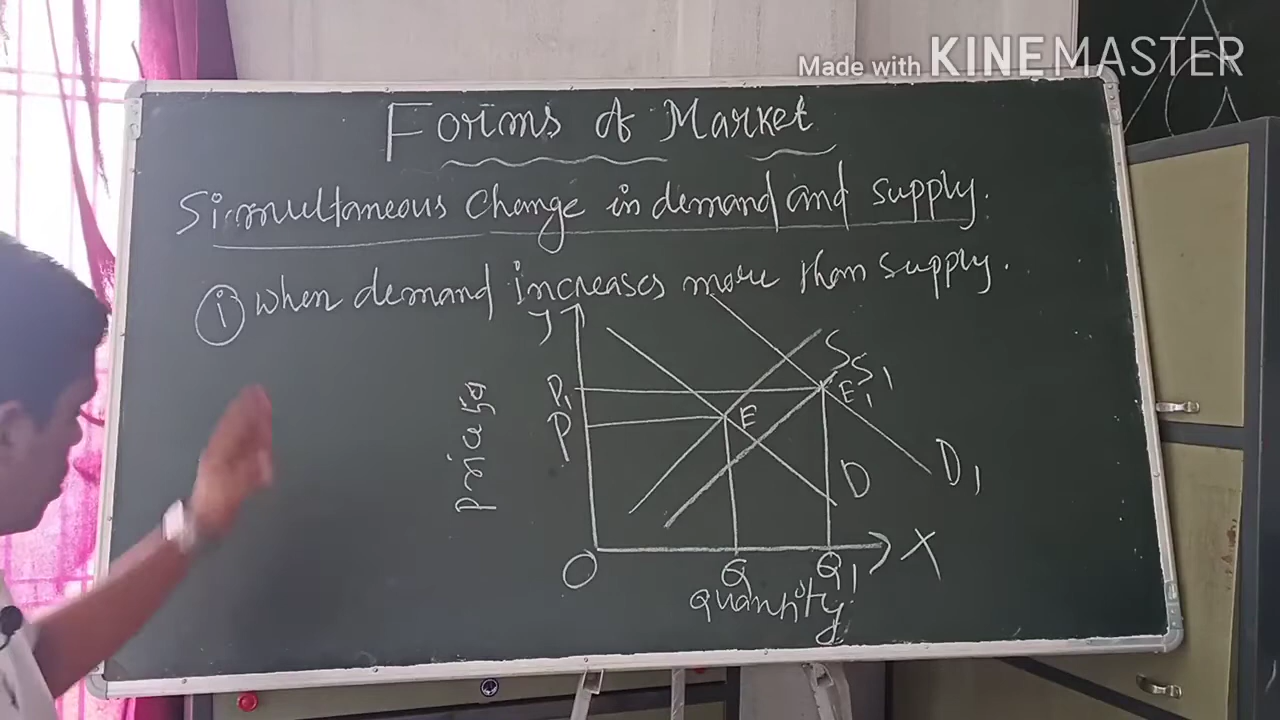 Made with KINEMASTER
Forms of Market
Simultaneous change in demand and supply.
(i) when demand increases more than supply.
Y
S
S1
P1
E1
P
E
price
D
D1
O
Q
Q1
X
quantity